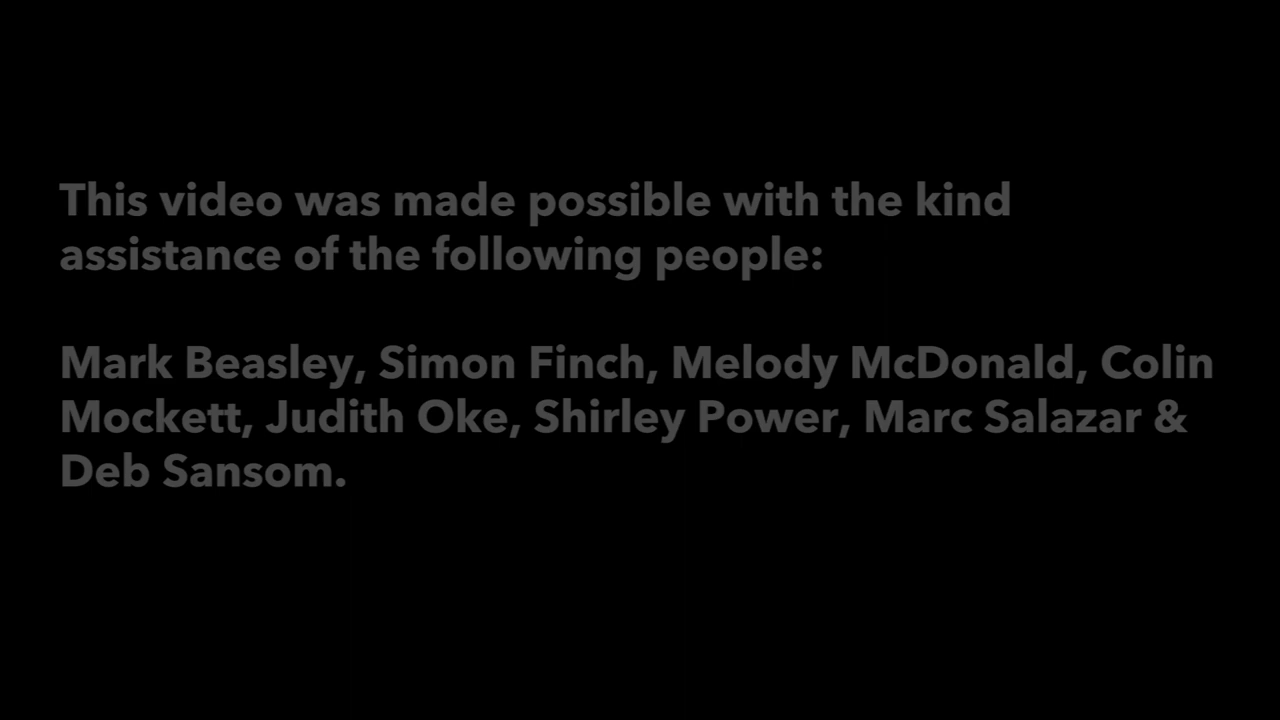 This video was made possible with the kind
assistance of the following people:
Mark Beasley, Simon Finch, Melody McDonald, Colin
Mockett, Judith Oke, Shirley Power, Marc Salazar &
Deb Sansom.